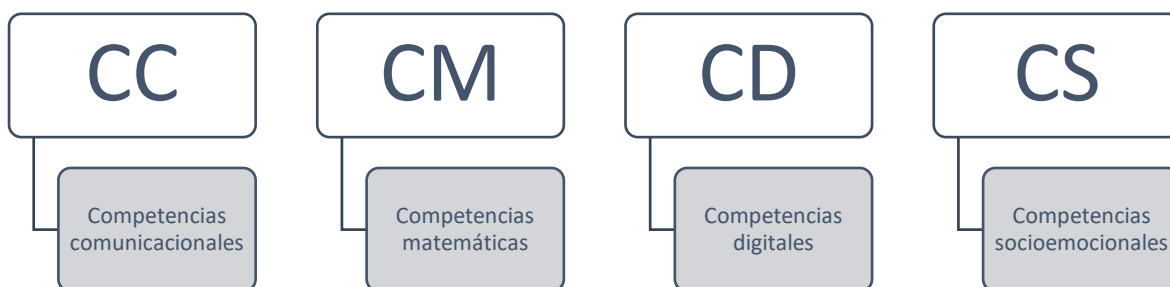 CC
Competencias
comunicacionales
CM
Competencias
matemáticas
CD
Competencias
digitales
CS
Competencias
socioemocionales